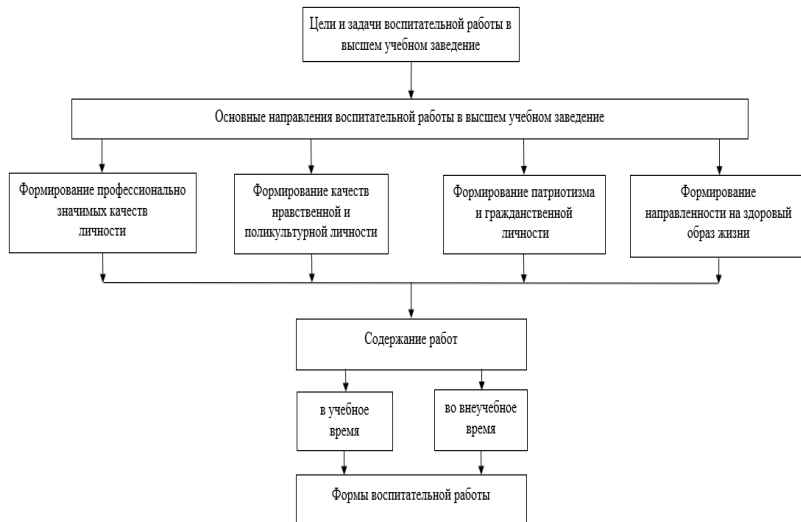 Цели и задачи воспитательной работы в
высшем учебном заведение
Основные направления воспитательной работы в высшем учебном заведение
Формирование профессионально
значимых качеств
личности
Формирование качеств
нравственной и
поликультурной личности
Формирование патриотизма
и гражданственной
личности
Формирование
направленности на здоровый
образ жизни
Содержание работ
в учебное
время
во внеучебное
время
Формы воспитательной работы